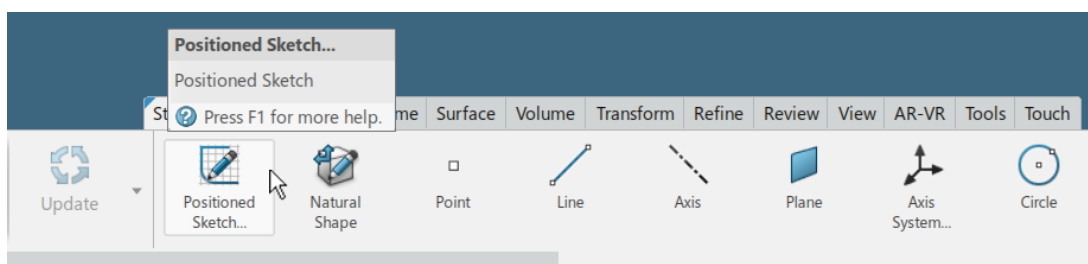 Positioned Sketch...
Positioned Sketch
Press F1 for more help.
Surface Volume Transform Refine Review View AR-VR Tools Touch
Update
Positioned
Sketch...
Natural
Shape
Point
Line
Axis
Plane
Axis
System...
Circle